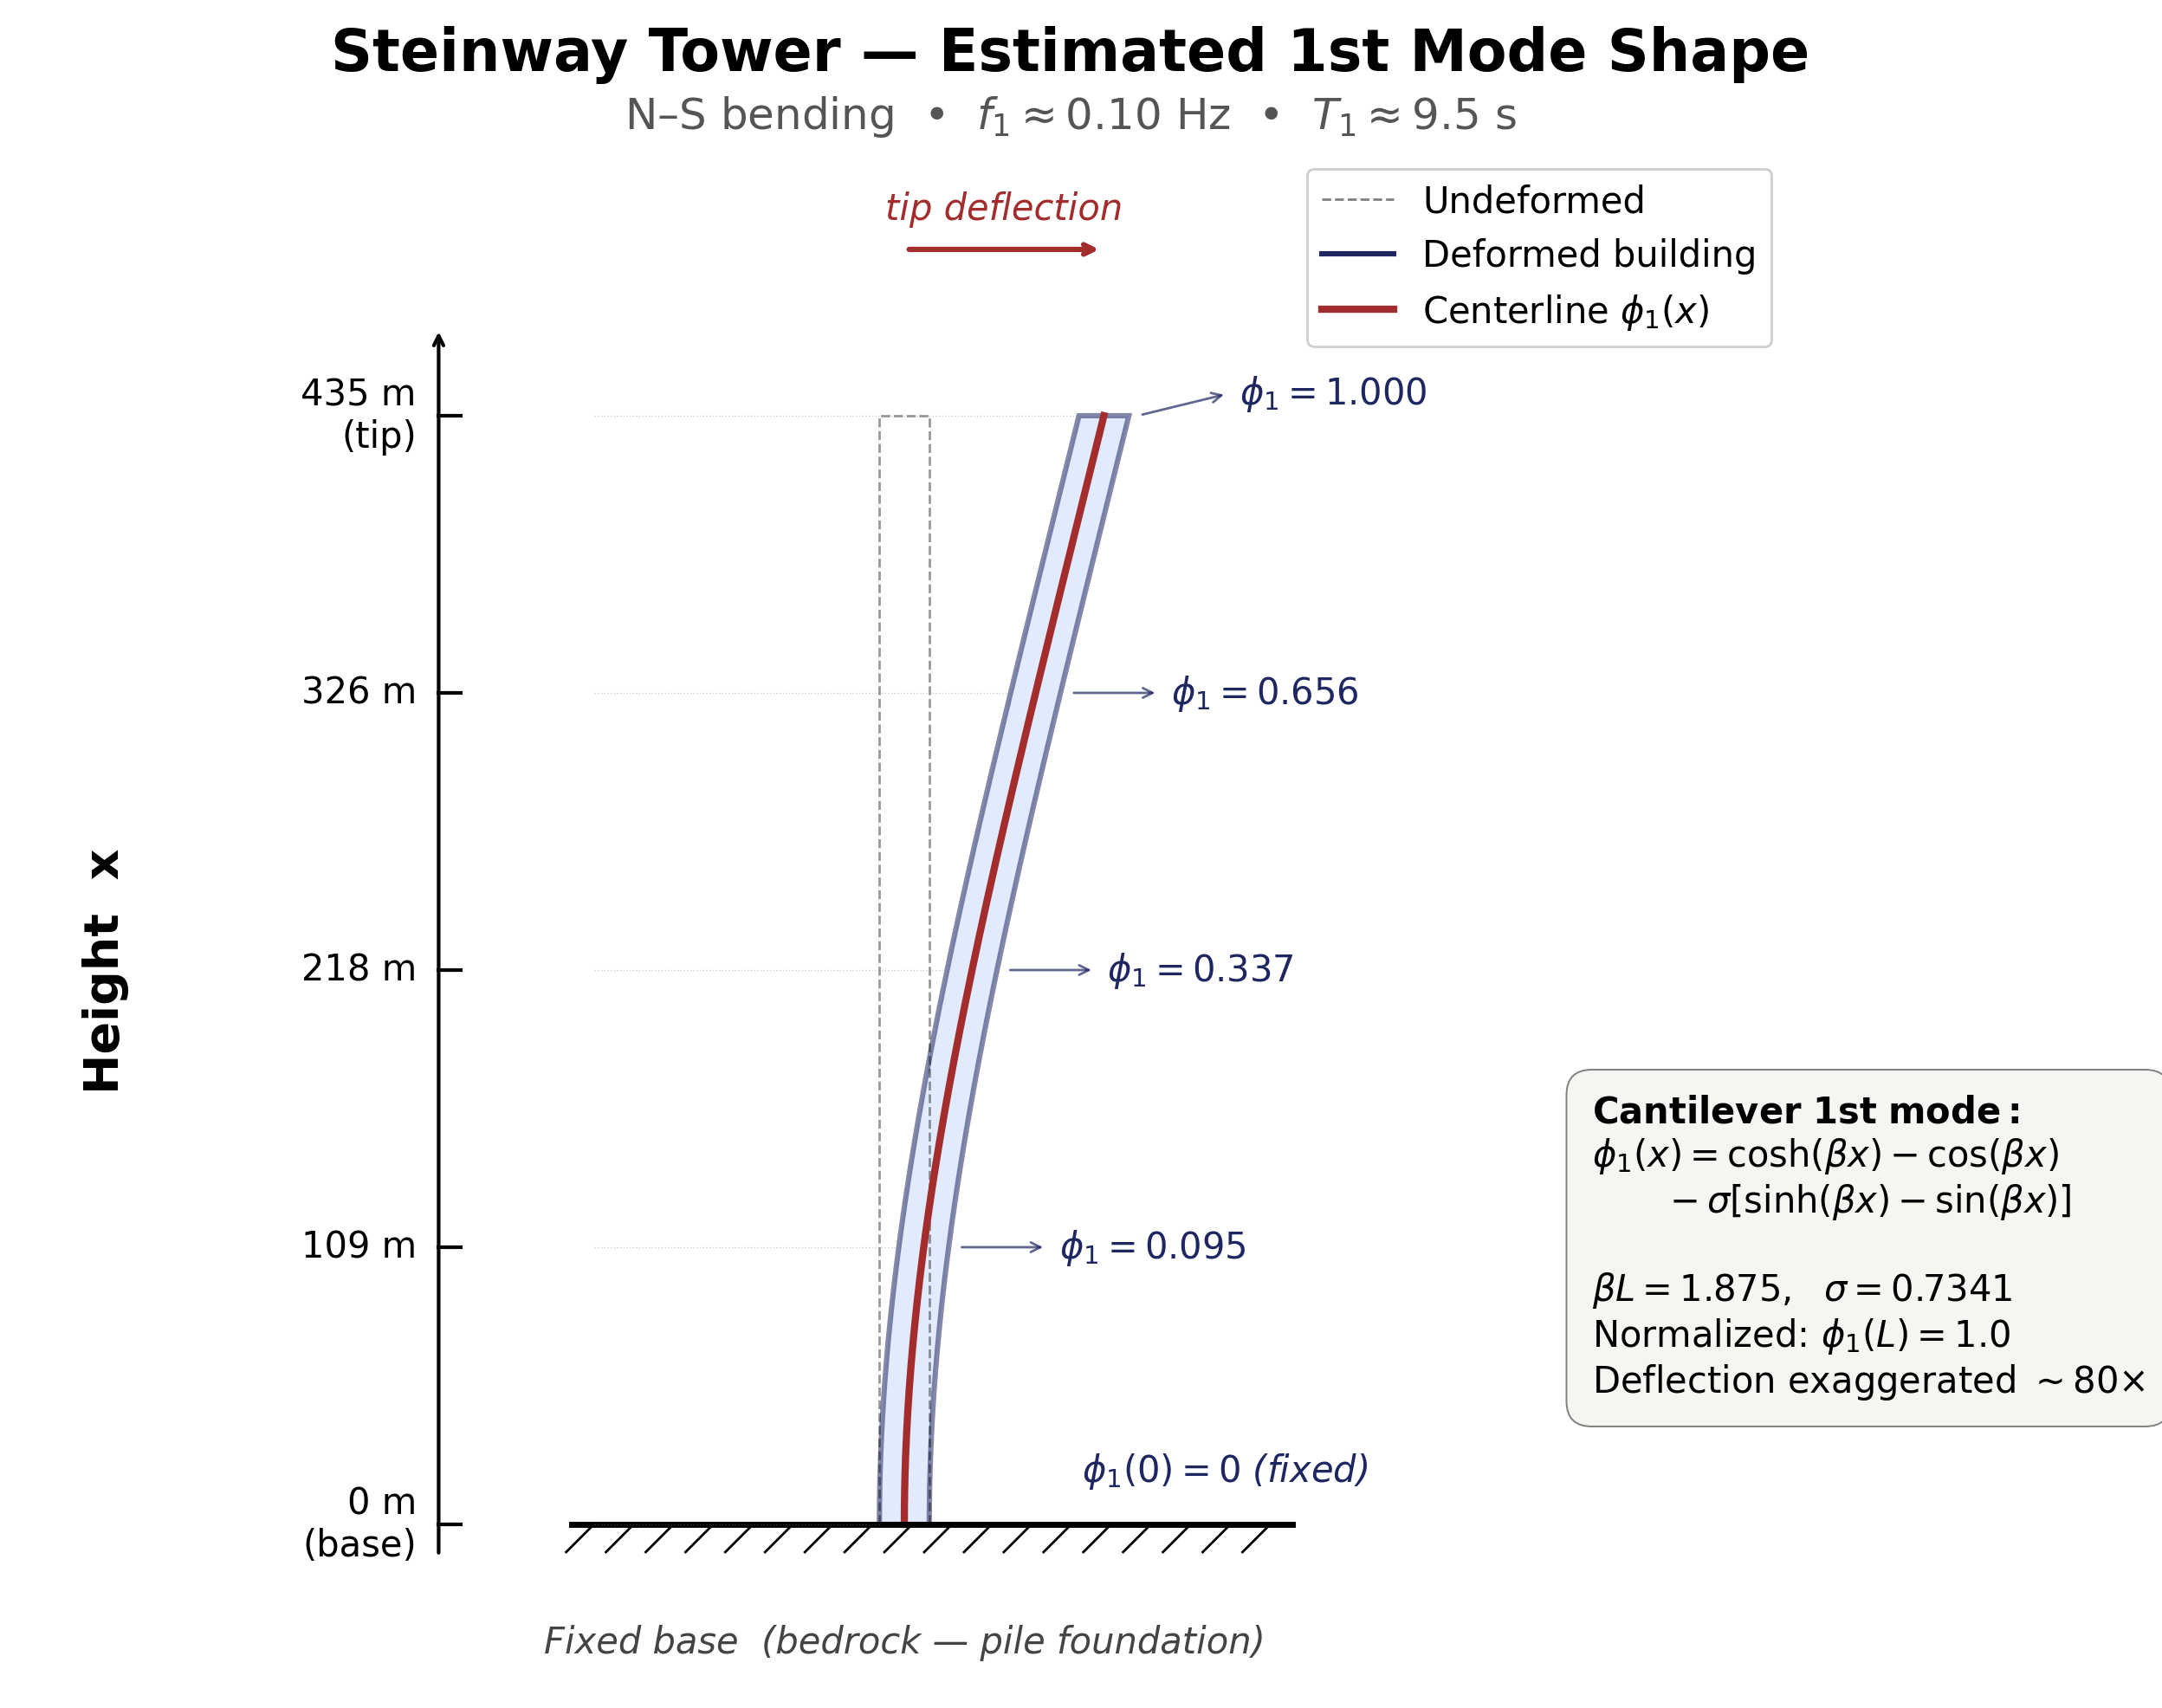 Steinway Tower — Estimated 1st Mode Shape
N–S bending • f₁ ≈ 0.10 Hz • T₁ ≈ 9.5 s
tip deflection
Undeformed
Deformed building
Centerline ϕ₁(x)
435 m
(tip)
ϕ₁ = 1.000
326 m
ϕ₁ = 0.656
218 m
ϕ₁ = 0.337
109 m
ϕ₁ = 0.095
0 m
(base)
ϕ₁(0) = 0 (fixed)
Height x
Cantilever 1st mode:
ϕ₁(x) = cosh(βx) − cos(βx)
− σ[sinh(βx) − sin(βx)]
βL = 1.875, σ = 0.7341
Normalized: ϕ₁(L) = 1.0
Deflection exaggerated ∼80×
Fixed base (bedrock — pile foundation)